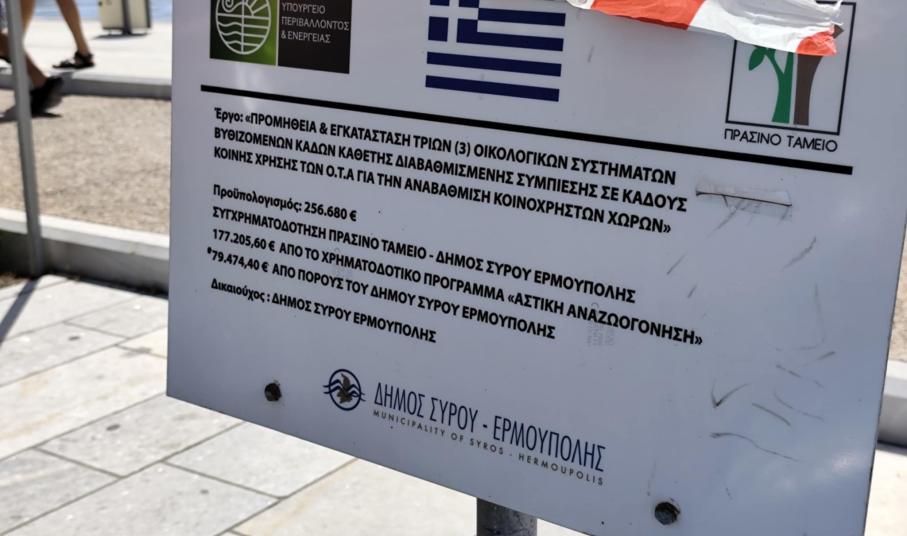 ΥΠΟΥΡΓΕΙΟ
ΠΕΡΙΒΑΛΛΟΝΤΟΣ
& ΕΝΕΡΓΕΙΑΣ
ΠΡΑΣΙΝΟ ΤΑΜΕΙΟ
Έργο: «ΠΡΟΜΗΘΕΙΑ & ΕΓΚΑΤΑΣΤΑΣΗ ΤΡΙΩΝ (3) ΟΙΚΟΛΟΓΙΚΩΝ ΣΥΣΤΗΜΑΤΩΝ
ΒΥΘΙΖΟΜΕΝΩΝ ΚΑΔΩΝ ΚΑΘΕΤΗΣ ΔΙΑΒΑΘΜΙΣΜΕΝΗΣ ΣΥΜΠΙΕΣΗΣ ΣΕ ΚΑΔΟΥΣ
ΚΟΙΝΗΣ ΧΡΗΣΗΣ ΤΩΝ Ο.Τ.Α ΓΙΑ ΤΗΝ ΑΝΑΒΑΘΜΙΣΗ ΚΟΙΝΟΧΡΗΣΤΩΝ ΧΩΡΩΝ»
Προϋπολογισμός: 256.680 €
ΣΥΓΧΡΗΜΑΤΟΔΟΤΗΣΗ ΠΡΑΣΙΝΟ ΤΑΜΕΙΟ - ΔΗΜΟΣ ΣΥΡΟΥ ΕΡΜΟΥΠΟΛΗΣ
177.205,60 € ΑΠΟ ΤΟ ΧΡΗΜΑΤΟΔΟΤΙΚΟ ΠΡΟΓΡΑΜΜΑ «ΑΣΤΙΚΗ ΑΝΑΖΩΟΓΟΝΗΣΗ»
79.474,40 € ΑΠΟ ΠΟΡΟΥΣ ΤΟΥ ΔΗΜΟΥ ΣΥΡΟΥ ΕΡΜΟΥΠΟΛΗΣ
Δικαιούχος : ΔΗΜΟΣ ΣΥΡΟΥ ΕΡΜΟΥΠΟΛΗΣ
ΔΗΜΟΣ ΣΥΡΟΥ - ΕΡΜΟΥΠΟΛΗΣ
MUNICIPALITY OF SYROS - HERMOUPOLIS